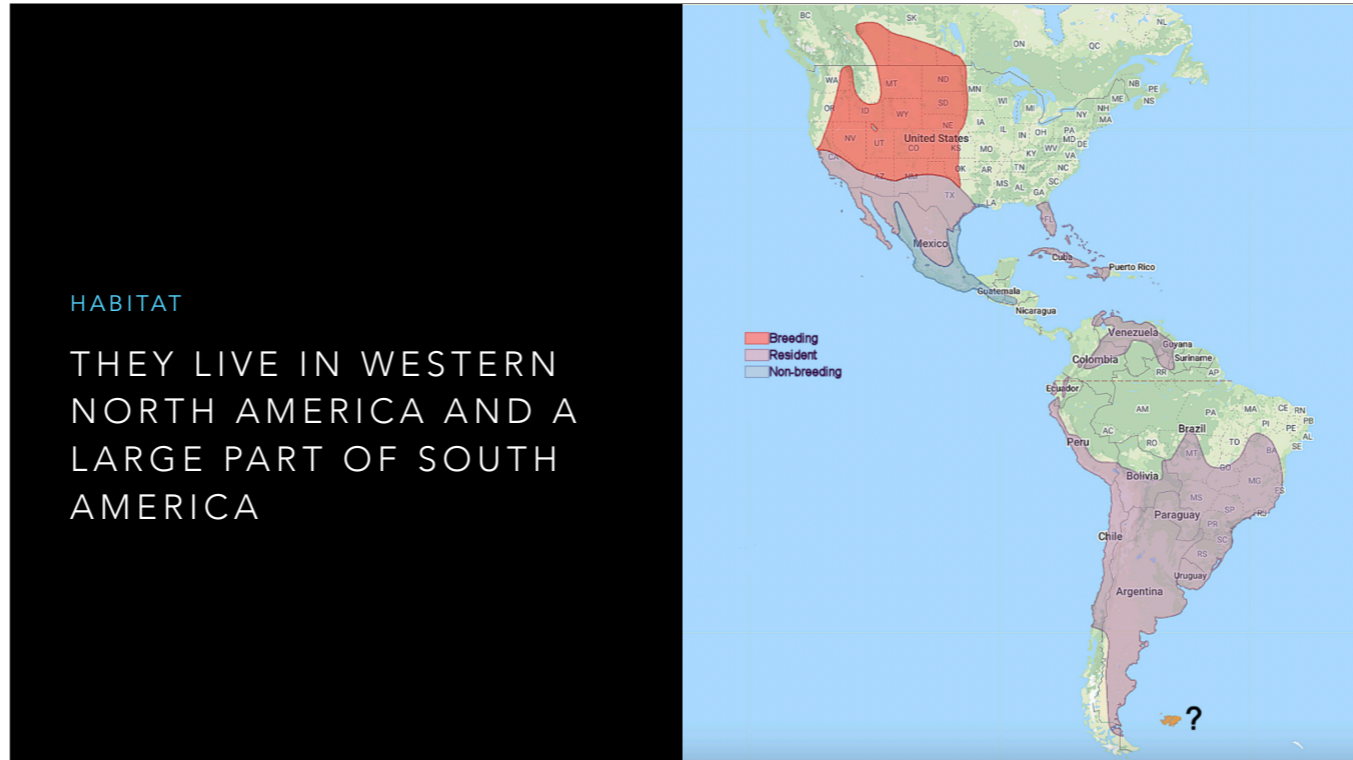 HABITAT
THEY LIVE IN WESTERN
NORTH AMERICA AND A
LARGE PART OF SOUTH
AMERICA
BC
SK
NL
ON
QC
WA
MT
ND
MN
NB
PE
OR
ID
SD
WI
MI
ME
NS
WY
NH
NY
MA
NE
IA
NV
UT
CO
United States
KS
IL
IN
OH
PA
MD
DE
MO
WV
VA
KY
CA
AZ
NM
OK
AR
TN
NC
SC
MS
AL
GA
TX
LA
FL
Mexico
Cuba
Puerto Rico
Guatemala
Nicaragua
Breeding
Resident
Non-breeding
Venezuela
Guyana
Colombia
Suriname
RR
AP
Ecuador
AM
PA
MA
CE
RN
PB
PI
PE
AC
Brazil
AL
Peru
RO
TO
SE
MT
BA
Bolivia
GO
MG
MS
ES
Paraguay
SP
RJ
PR
Chile
SC
RS
Uruguay
Argentina
?